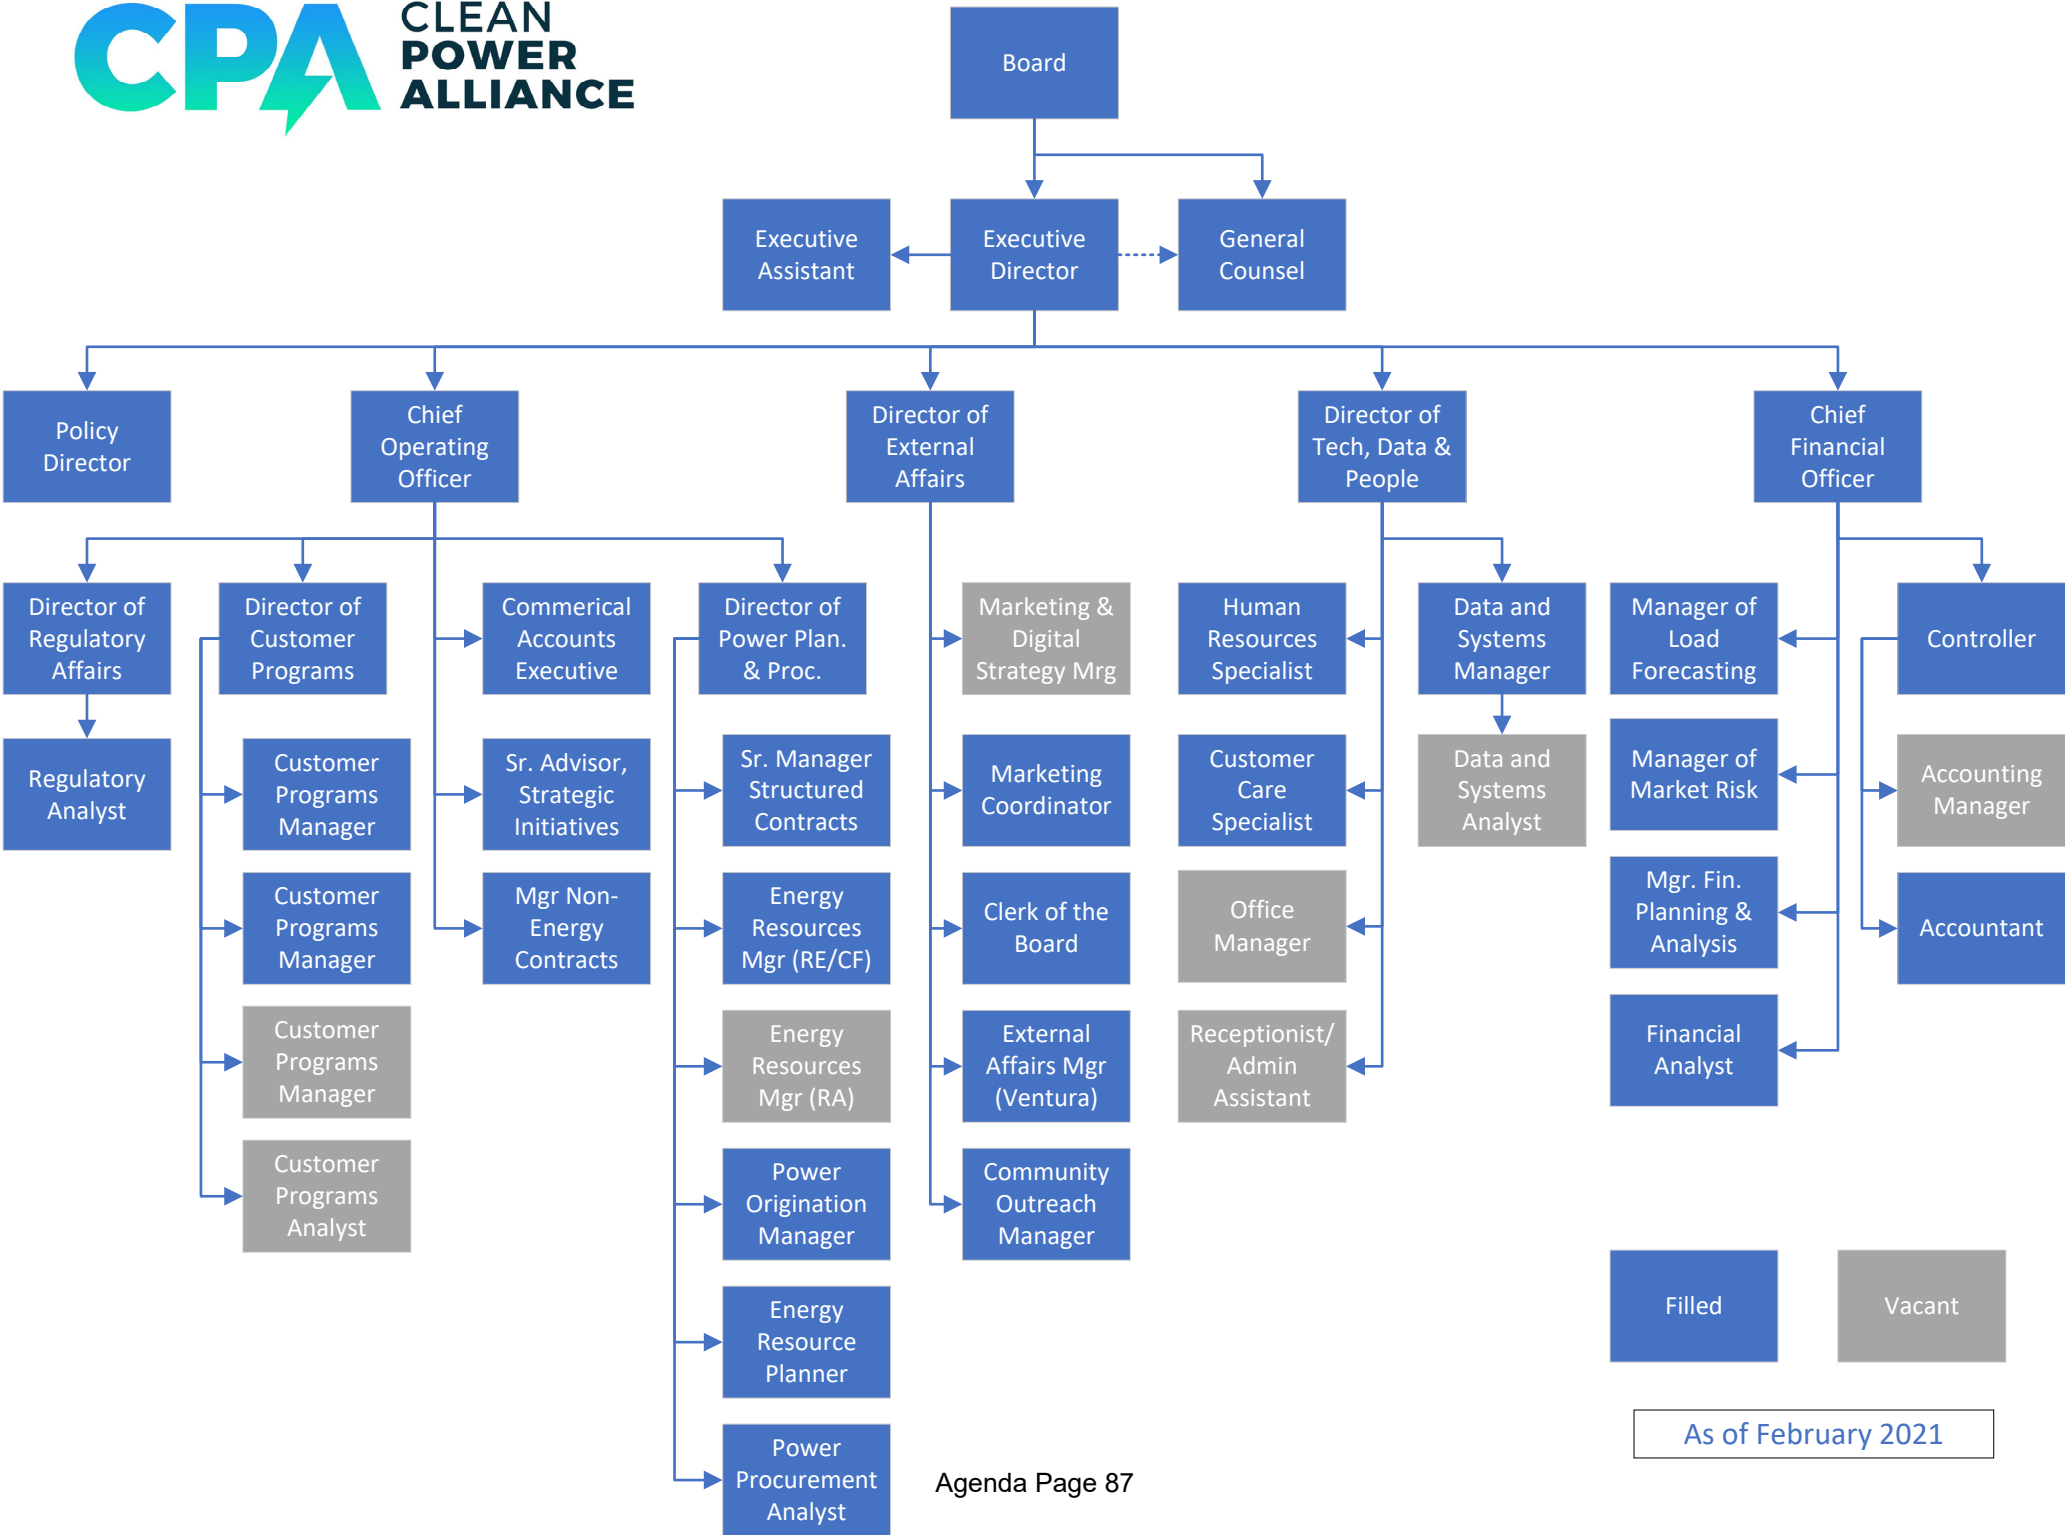 CPA
CLEAN
POWER
ALLIANCE
Board
Executive
Assistant
Executive
Director
General
Counsel
Policy
Director
Chief
Operating
Officer
Director of
External
Affairs
Director of
Tech, Data &
People
Chief
Financial
Officer
Director of
Regulatory
Affairs
Director of
Customer
Programs
Commerical
Accounts
Executive
Director of
Power Plan.
& Proc.
Marketing &
Digital
Strategy Mrg
Human
Resources
Specialist
Data and
Systems
Manager
Manager of
Load
Forecasting
Controller
Regulatory
Analyst
Customer
Programs
Manager
Sr. Advisor,
Strategic
Initiatives
Sr. Manager
Structured
Contracts
Marketing
Coordinator
Customer
Care
Specialist
Data and
Systems
Analyst
Manager of
Market Risk
Accounting
Manager
Customer
Programs
Manager
Mgr Non-
Energy
Contracts
Energy
Resources
Mgr (RE/CF)
Clerk of the
Board
Office
Manager
Mgr. Fin.
Planning &
Analysis
Accountant
Customer
Programs
Manager
Energy
Resources
Mgr (RA)
External
Affairs Mgr
(Ventura)
Receptionist/
Admin
Assistant
Financial
Analyst
Customer
Programs
Analyst
Power
Origination
Manager
Community
Outreach
Manager
Energy
Resource
Planner
Filled
Vacant
Power
Procurement
Analyst
As of February 2021
Agenda Page 87